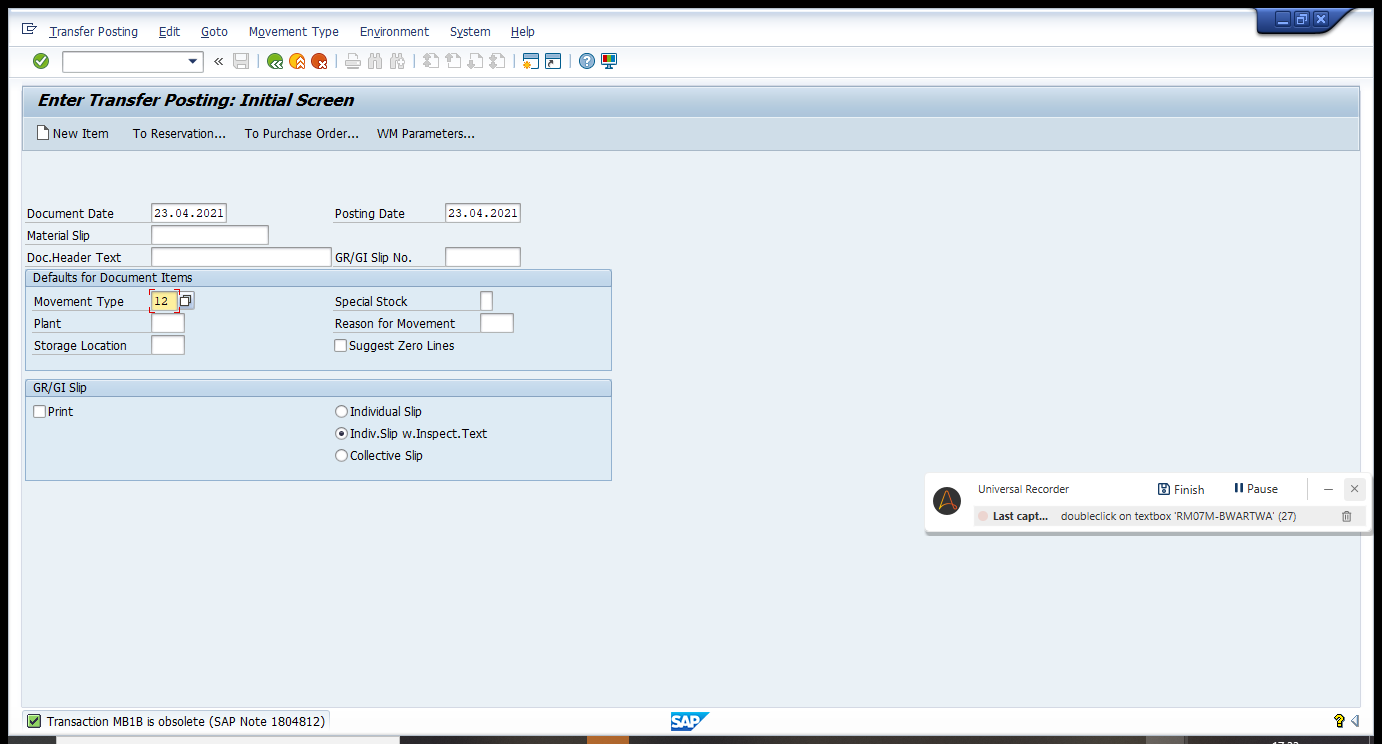 Transfer Posting Edit Goto Movement Type Environment System Help
Enter Transfer Posting: Initial Screen
New Item To Reservation... To Purchase Order... WM Parameters...
Document Date 23.04.2021 Posting Date 23.04.2021
Material Slip
Doc.Header Text GR/GI Slip No.
Defaults for Document Items
Movement Type 12 Special Stock
Plant Reason for Movement
Storage Location Suggest Zero Lines
GR/GI Slip
Print Individual Slip
Indiv.Slip w.Inspect.Text
Collective Slip
Universal Recorder Finish Pause
Last capt... doubleclick on textbox 'RM07M-BWARTWA' (27)
Transaction MB1B is obsolete (SAP Note 1804812) SAP